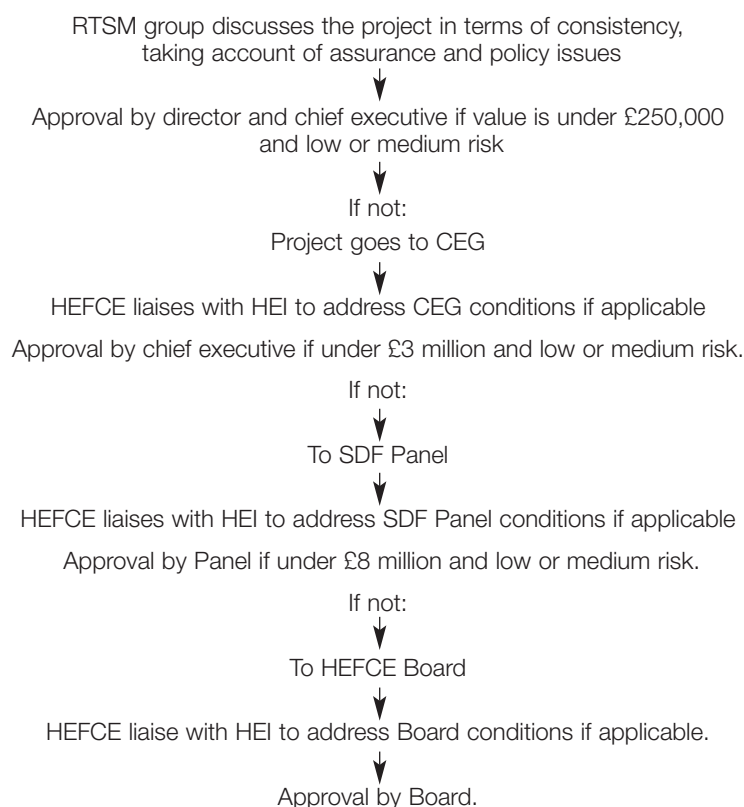 RTSM group discusses the project in terms of consistency,
taking account of assurance and policy issues
Approval by director and chief executive if value is under £250,000
and low or medium risk
If not:
Project goes to CEG
HEFCE liaises with HEI to address CEG conditions if applicable
Approval by chief executive if under £3 million and low or medium risk.
If not:
To SDF Panel
HEFCE liaises with HEI to address SDF Panel conditions if applicable
Approval by Panel if under £8 million and low or medium risk.
If not:
To HEFCE Board
HEFCE liaise with HEI to address Board conditions if applicable.
Approval by Board.